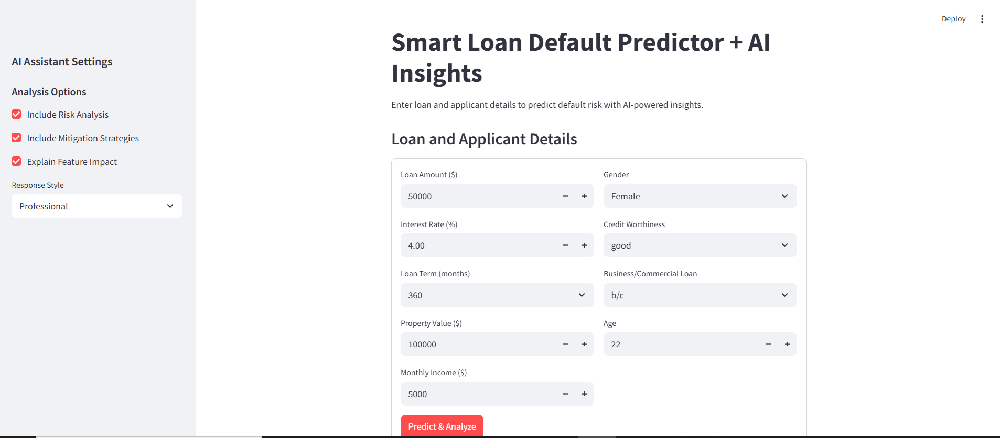 Deploy
AI Assistant Settings
Analysis Options
Include Risk Analysis
Include Mitigation Strategies
Explain Feature Impact
Response Style
Professional
Smart Loan Default Predictor + AI
Insights
Enter loan and applicant details to predict default risk with AI-powered insights.
Loan and Applicant Details
Loan Amount ($)
50000
Interest Rate (%)
4.00
Loan Term (months)
360
Property Value ($)
100000
Monthly Income ($)
5000
Gender
Female
Credit Worthiness
good
Business/Commercial Loan
b/c
Age
22
Predict & Analyze